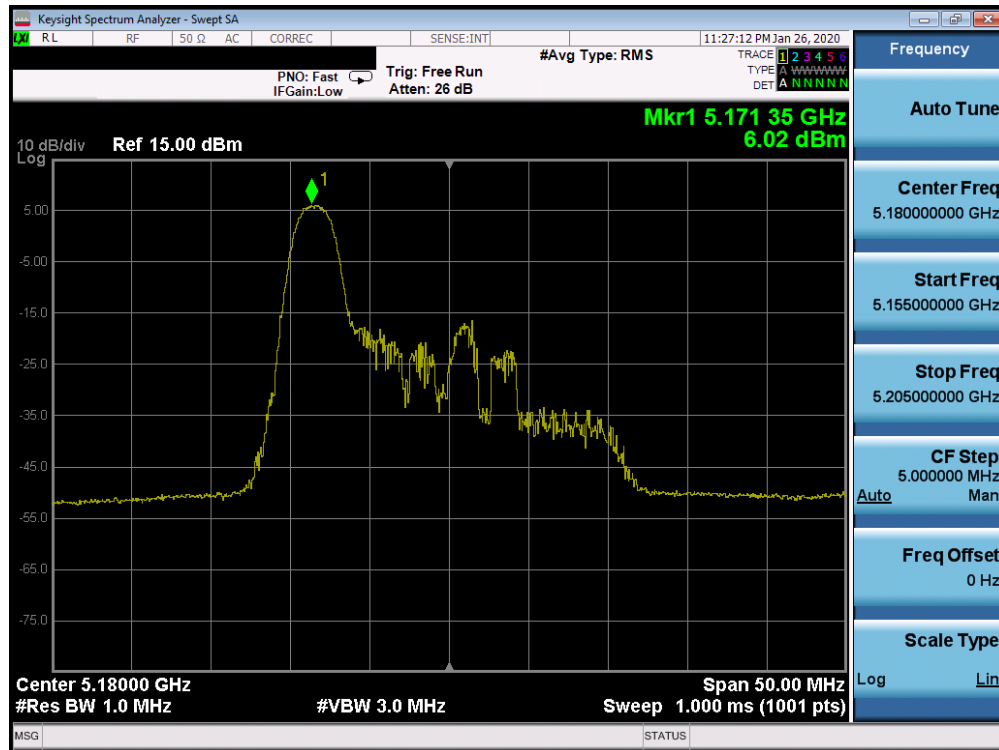 Keysight Spectrum Analyzer - Swept SA
LXI RL RF 50 Ω AC CORREC SENSE:INT 11:27:12 PM Jan 26, 2020
#Avg Type: RMS
TRACE 1 2 3 4 5 6
TYPE A WWWWW
DET A N N N N N
PNO: Fast
IFGain:Low
Trig: Free Run
Atten: 26 dB
Mkr1 5.171 35 GHz
6.02 dBm
10 dB/div Ref 15.00 dBm
Log
1
5.00
-5.00
-15.0
-25.0
-35.0
-45.0
-55.0
-65.0
-75.0
Center 5.18000 GHz Span 50.00 MHz
#Res BW 1.0 MHz #VBW 3.0 MHz Sweep 1.000 ms (1001 pts)
MSG STATUS
Frequency
Auto Tune
Center Freq
5.180000000 GHz
Start Freq
5.155000000 GHz
Stop Freq
5.205000000 GHz
CF Step
5.000000 MHz
Auto Man
Freq Offset
0 Hz
Scale Type
Log Lin